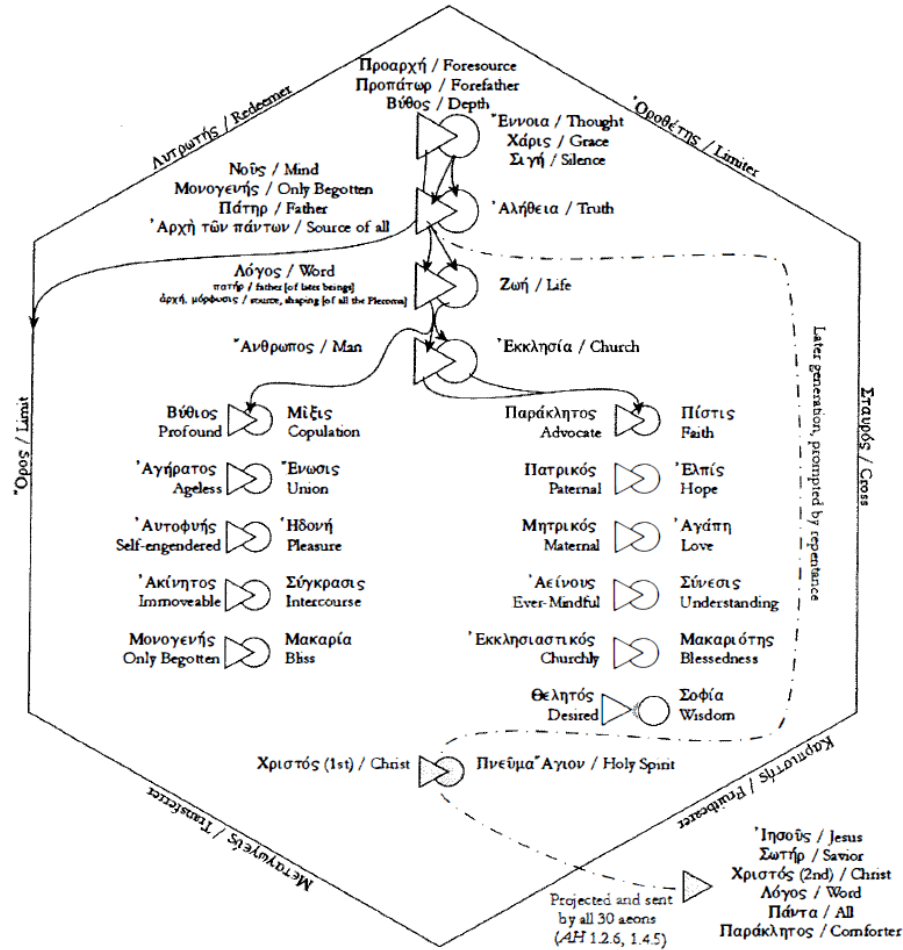 Προαρχή / Foresource
Προπάτωρ / Forefather
Βύθος / Depth
Ἔννοια / Thought
Χάρις / Grace
Σιγή / Silence
Λυτρωτής / Redeemer
Ὁροθέτης / Limiter
Νοῦς / Mind
Μονογενής / Only Begotten
Πάτηρ / Father
Ἀρχὴ τῶν πάντων / Source of all
Ἀλήθεια / Truth
Λόγος / Word
πατήρ / father [of later beings]
ἀρχή, μόρφωσις / source, shaping [of all the Pleroma]
Ζωή / Life
Ἄνθρωπος / Man
Ἐκκλησία / Church
Ὅρος / Limit
Later generation, prompted by repentance
Σταυρός / Cross
Βύθιος Μῖξις
Profound Copulation
Παράκλητος Πίστις
Advocate Faith
Ἀγήρατος Ἕνωσις
Ageless Union
Πατρικός Ἐλπίς
Paternal Hope
Αὐτοφυής Ἡδονή
Self-engendered Pleasure
Μητρικός Ἀγάπη
Maternal Love
Ἀκίνητος Σύγκρασις
Immoveable Intercourse
Ἀείνους Σύνεσις
Ever-Mindful Understanding
Μονογενής Μακαρία
Only Begotten Bliss
Ἐκκλησιαστικός Μακαριότης
Churchly Blessedness
Θελητός Σοφία
Desired Wisdom
Χριστός (1st) / Christ
Πνεῦμα Ἅγιον / Holy Spirit
Μεταγωγεύς / Transferrer
Καρπιστής / Fruitbearer
Projected and sent
by all 30 aeons
(AH 1.2.6, 1.4.5)
Ἰησοῦς / Jesus
Σωτήρ / Savior
Χριστός (2nd) / Christ
Λόγος / Word
Πάντα / All
Παράκλητος / Comforter